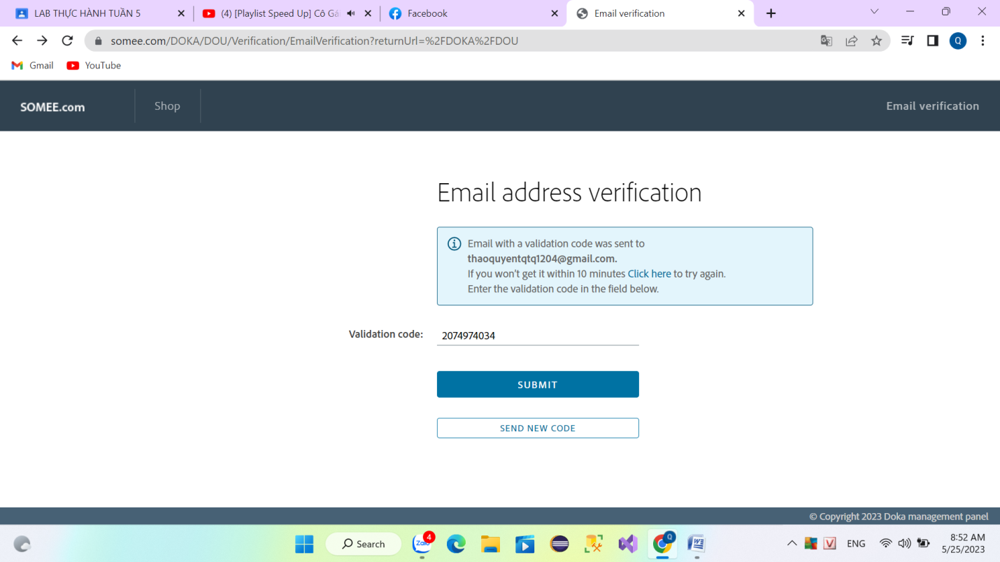 LAB THỰC HÀNH TUẦN 5
(4) [Playlist Speed Up] Cô Gá
Facebook
Email verification
somee.com/DOKA/DOU/Verification/EmailVerification?returnUrl=%2FDOKA%2FDOU
Q
Gmail
YouTube
SOMEE.com
Shop
Email verification
Email address verification
Email with a validation code was sent to
thaoquyentqtq1204@gmail.com.
If you won't get it within 10 minutes Click here to try again.
Enter the validation code in the field below.
Validation code:
2074974034
SUBMIT
SEND NEW CODE
© Copyright 2023 Doka management panel
Search
Zalo
4
Q
W
V
ENG
8:52 AM
5/25/2023